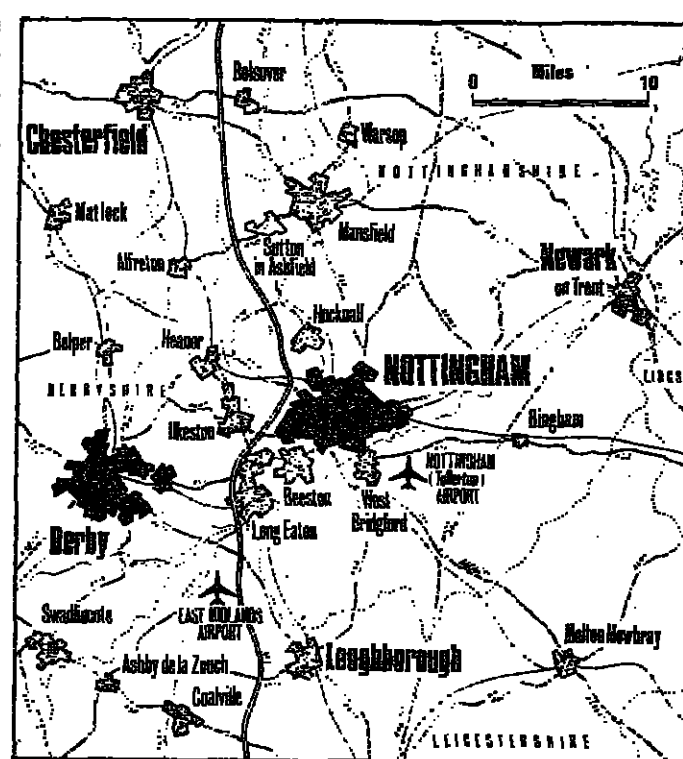 0 Miles 10
Bolsover
Chesterfield
Warsop
NOTTINGHAMSHIRE
Matlock
Sutton
in Ashfield
Mansfield
Alfreton
Newark
on Trent
Hucknall
Belper
Heanor
NOTTINGHAM
DERBYSHIRE
Ilkeston
Bingham
Beeston
West
Bridgford
NOTTINGHAM
(Tollerton)
AIRPORT
Derby
Long Eaton
EAST MIDLANDS
AIRPORT
Swadlincote
Ashby de la Zouch
Loughborough
Melton Mowbray
Coalville
LEICESTERSHIRE